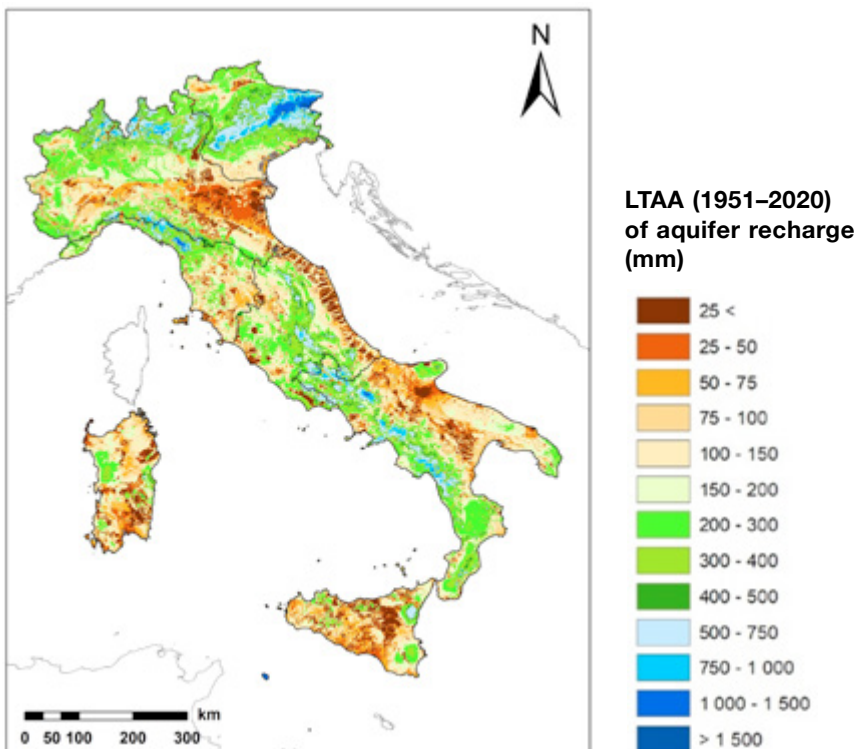 N
LTAA (1951–2020)
of aquifer recharge
(mm)
25 <
25 - 50
50 - 75
75 - 100
100 - 150
150 - 200
200 - 300
300 - 400
400 - 500
500 - 750
750 - 1 000
1 000 - 1 500
> 1 500
km
0 50 100 200 300